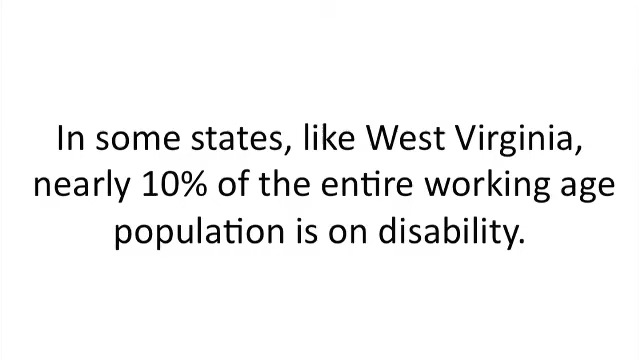 In some states, like West Virginia,
nearly 10% of the entire working age
population is on disability.